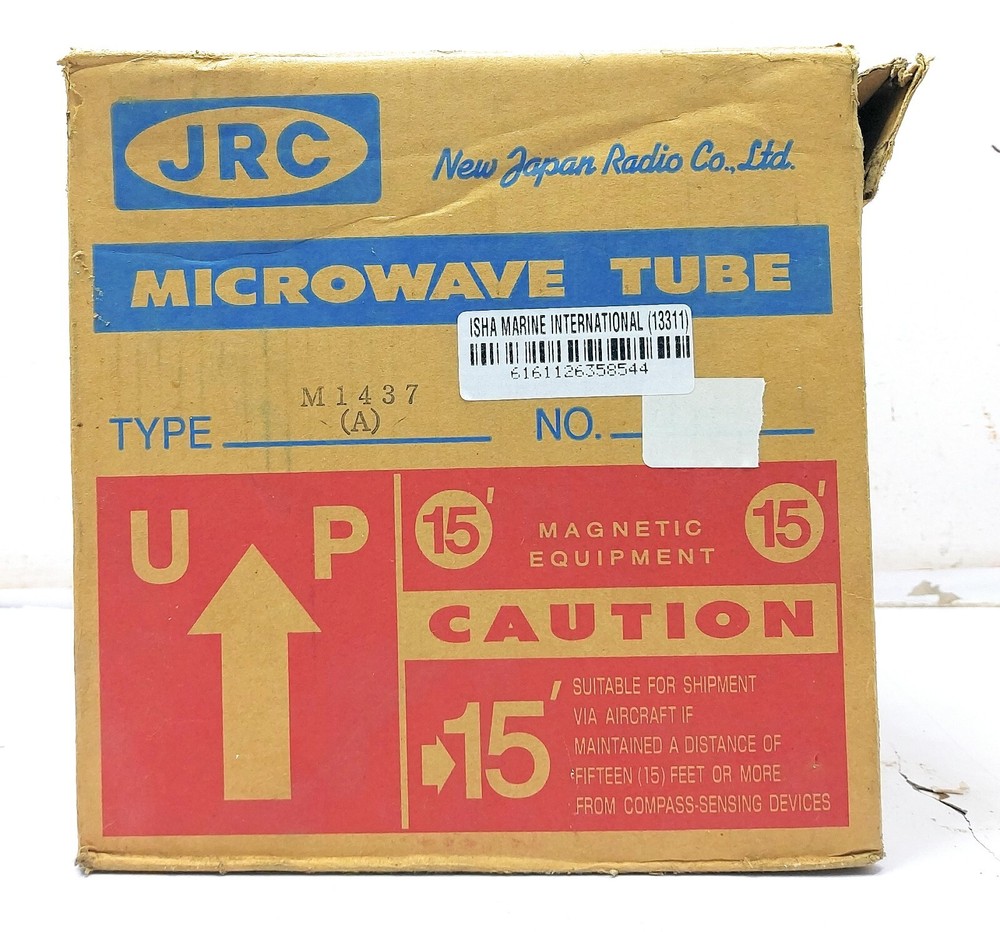 JRC
New Japan Radio Co., Ltd.
MICROWAVE TUBE
ISHA MARINE INTERNATIONAL (13311)
6161126358544
M1437
(A)
TYPE
NO.
UP
15'
MAGNETIC
EQUIPMENT
15'
CAUTION
15'
SUITABLE FOR SHIPMENT
VIA AIRCRAFT IF
MAINTAINED A DISTANCE OF
FIFTEEN (15) FEET OR MORE
FROM COMPASS-SENSING DEVICES